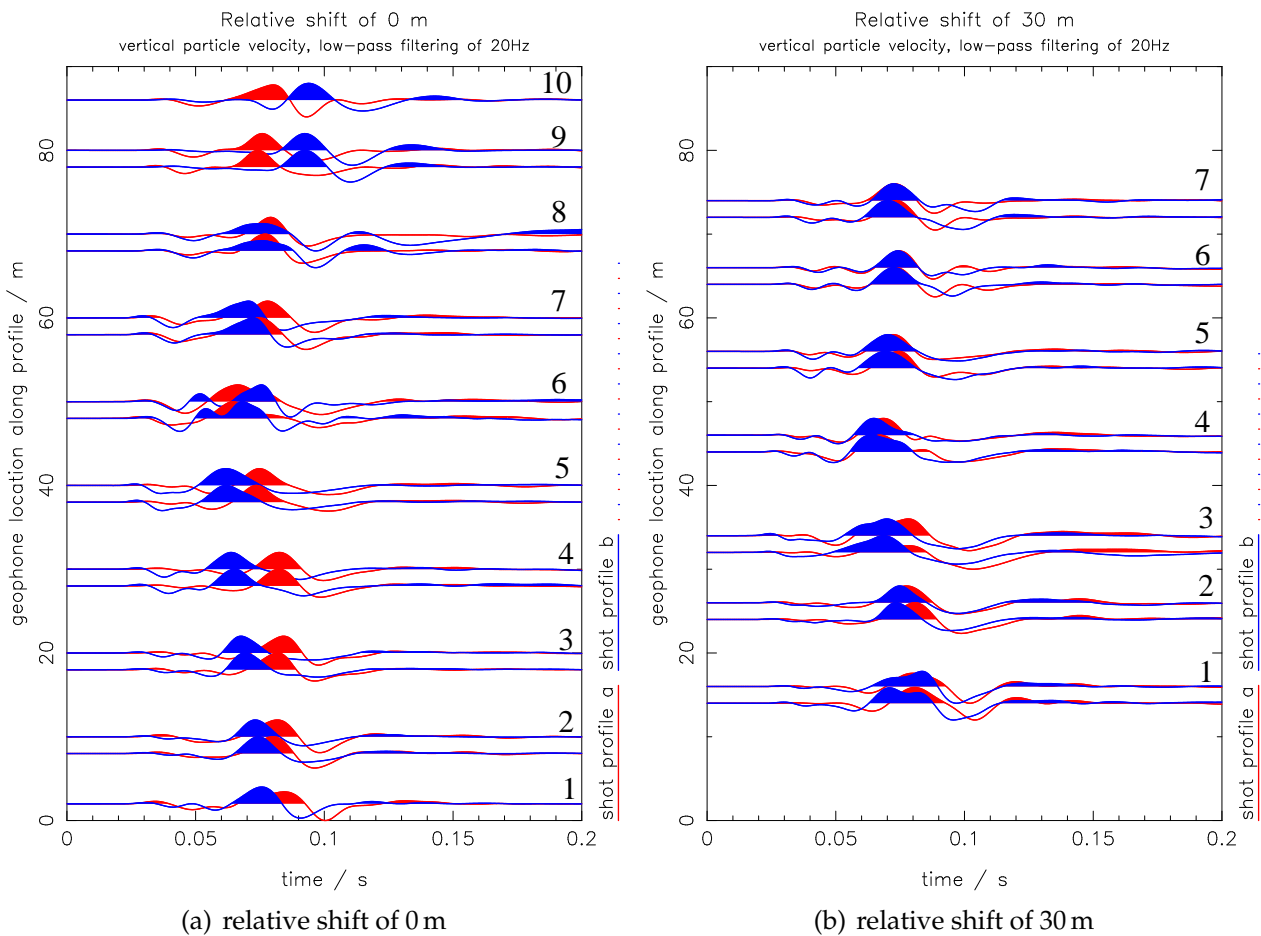 Relative shift of 0 m
vertical particle velocity, low-pass filtering of 20Hz
10
9
8
7
6
5
4
3
2
1
0
20
40
60
80
geophone location along profile / m
0
0.05
0.1
0.15
0.2
time / s
shot profile a
shot profile b
(a) relative shift of 0 m
Relative shift of 30 m
vertical particle velocity, low-pass filtering of 20Hz
7
6
5
4
3
2
1
0
20
40
60
80
geophone location along profile / m
0
0.05
0.1
0.15
0.2
time / s
shot profile a
shot profile b
(b) relative shift of 30 m